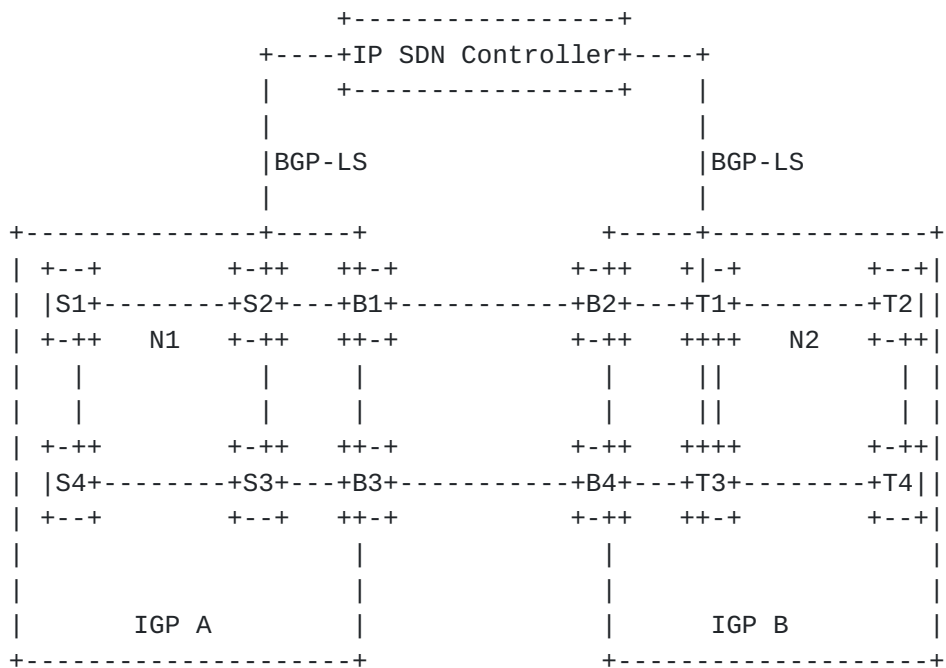 IP SDN Controller
BGP-LS BGP-LS
S1 S2 B1 B2 T1 T2
N1 N2
S4 S3 B3 B4 T3 T4
IGP A IGP B